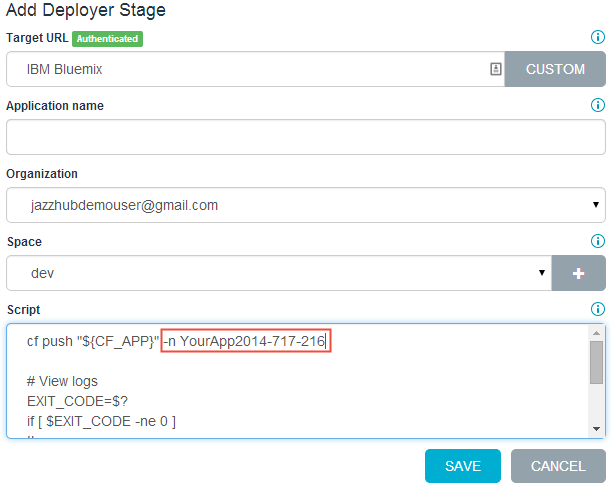 Add Deployer Stage
Target URL Authenticated
IBM Bluemix CUSTOM
Application name
Organization
jazzhubdemouser@gmail.com
Space
dev
Script
cf push "${CF_APP}" -n YourApp2014-717-216
# View logs
EXIT_CODE=$?
if [ $EXIT_CODE -ne 0 ]
SAVE CANCEL